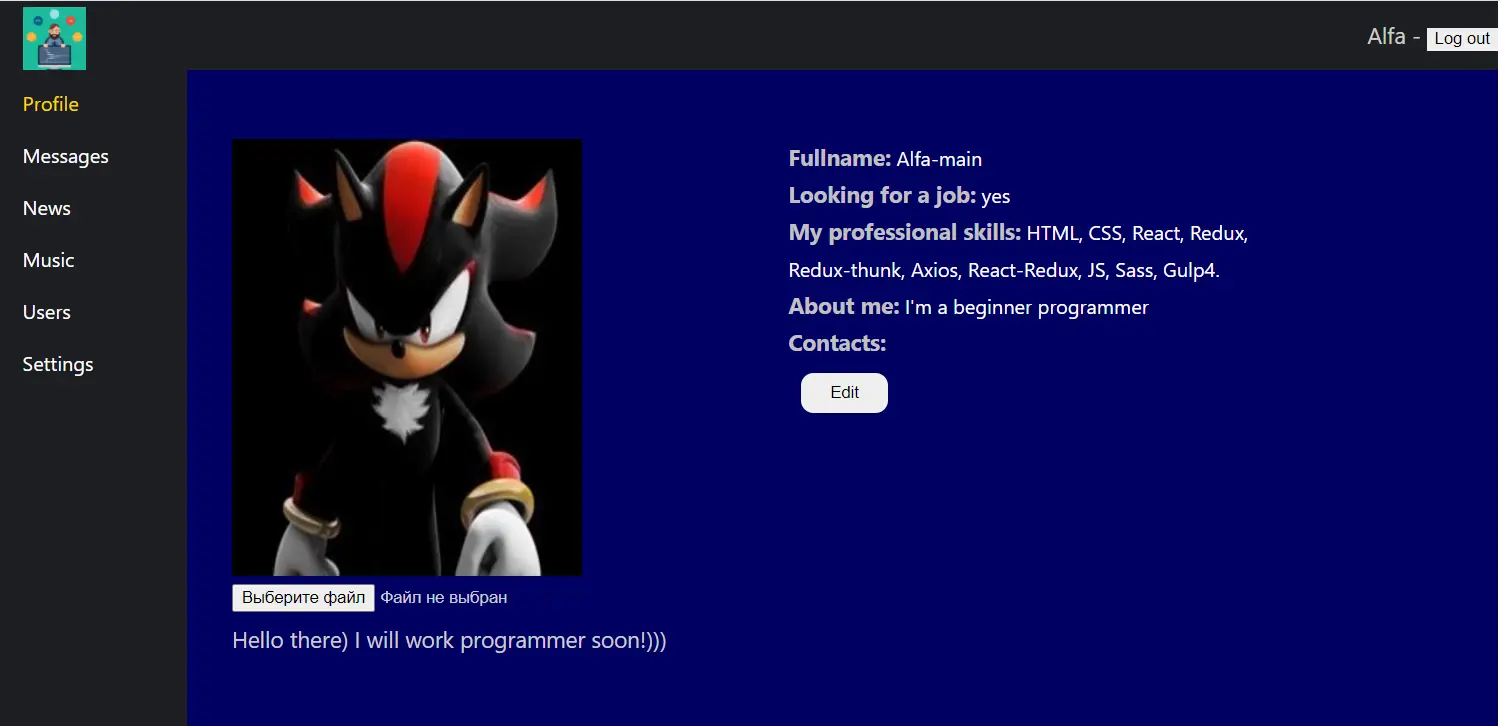 Alfa - Log out
Profile
Messages
News
Music
Users
Settings
Fullname: Alfa-main
Looking for a job: yes
My professional skills: HTML, CSS, React, Redux,
Redux-thunk, Axios, React-Redux, JS, Sass, Gulp4.
About me: I'm a beginner programmer
Contacts:
Edit
Выберите файл Файл не выбран
Hello there) I will work programmer soon!)))